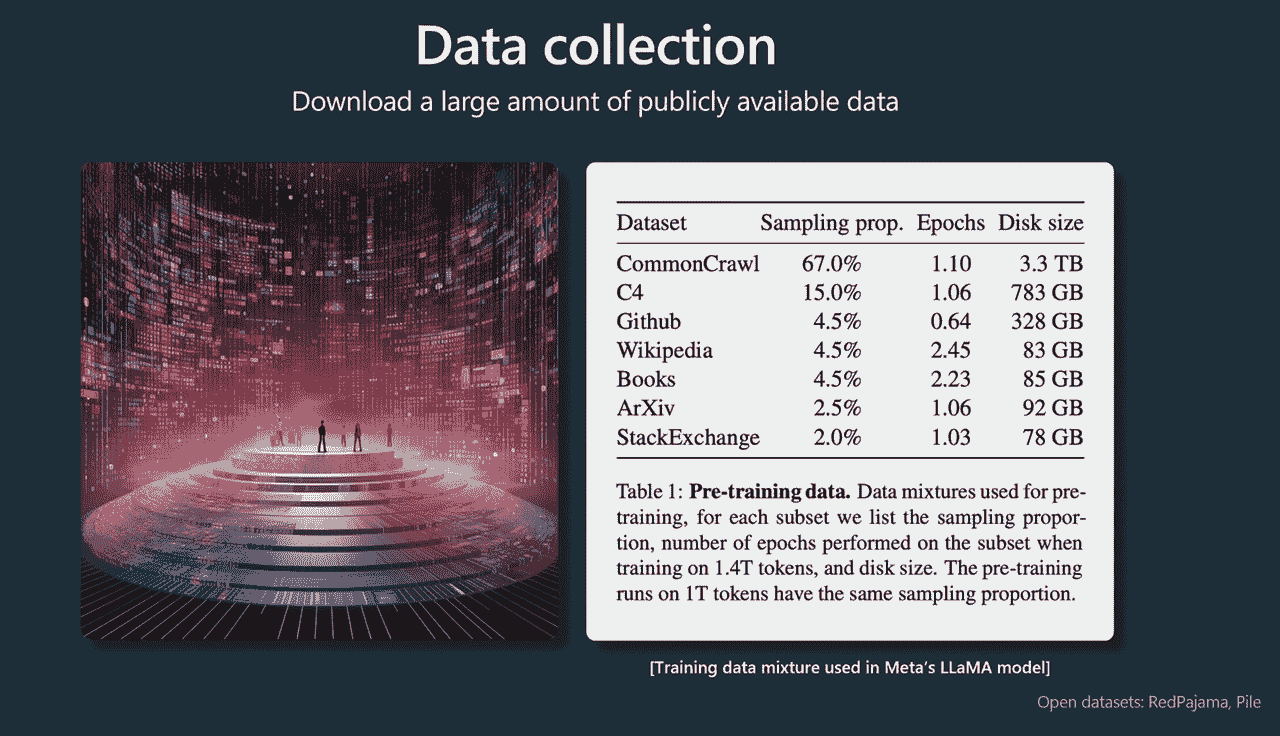 Data collection
Download a large amount of publicly available data
Dataset Sampling prop. Epochs Disk size
CommonCrawl 67.0% 1.10 3.3 TB
C4 15.0% 1.06 783 GB
Github 4.5% 0.64 328 GB
Wikipedia 4.5% 2.45 83 GB
Books 4.5% 2.23 85 GB
ArXiv 2.5% 1.06 92 GB
StackExchange 2.0% 1.03 78 GB
Table 1: Pre-training data. Data mixtures used for pre-
training, for each subset we list the sampling propor-
tion, number of epochs performed on the subset when
training on 1.4T tokens, and disk size. The pre-training
runs on 1T tokens have the same sampling proportion.
[Training data mixture used in Meta's LLaMA model]
Open datasets: RedPajama, Pile